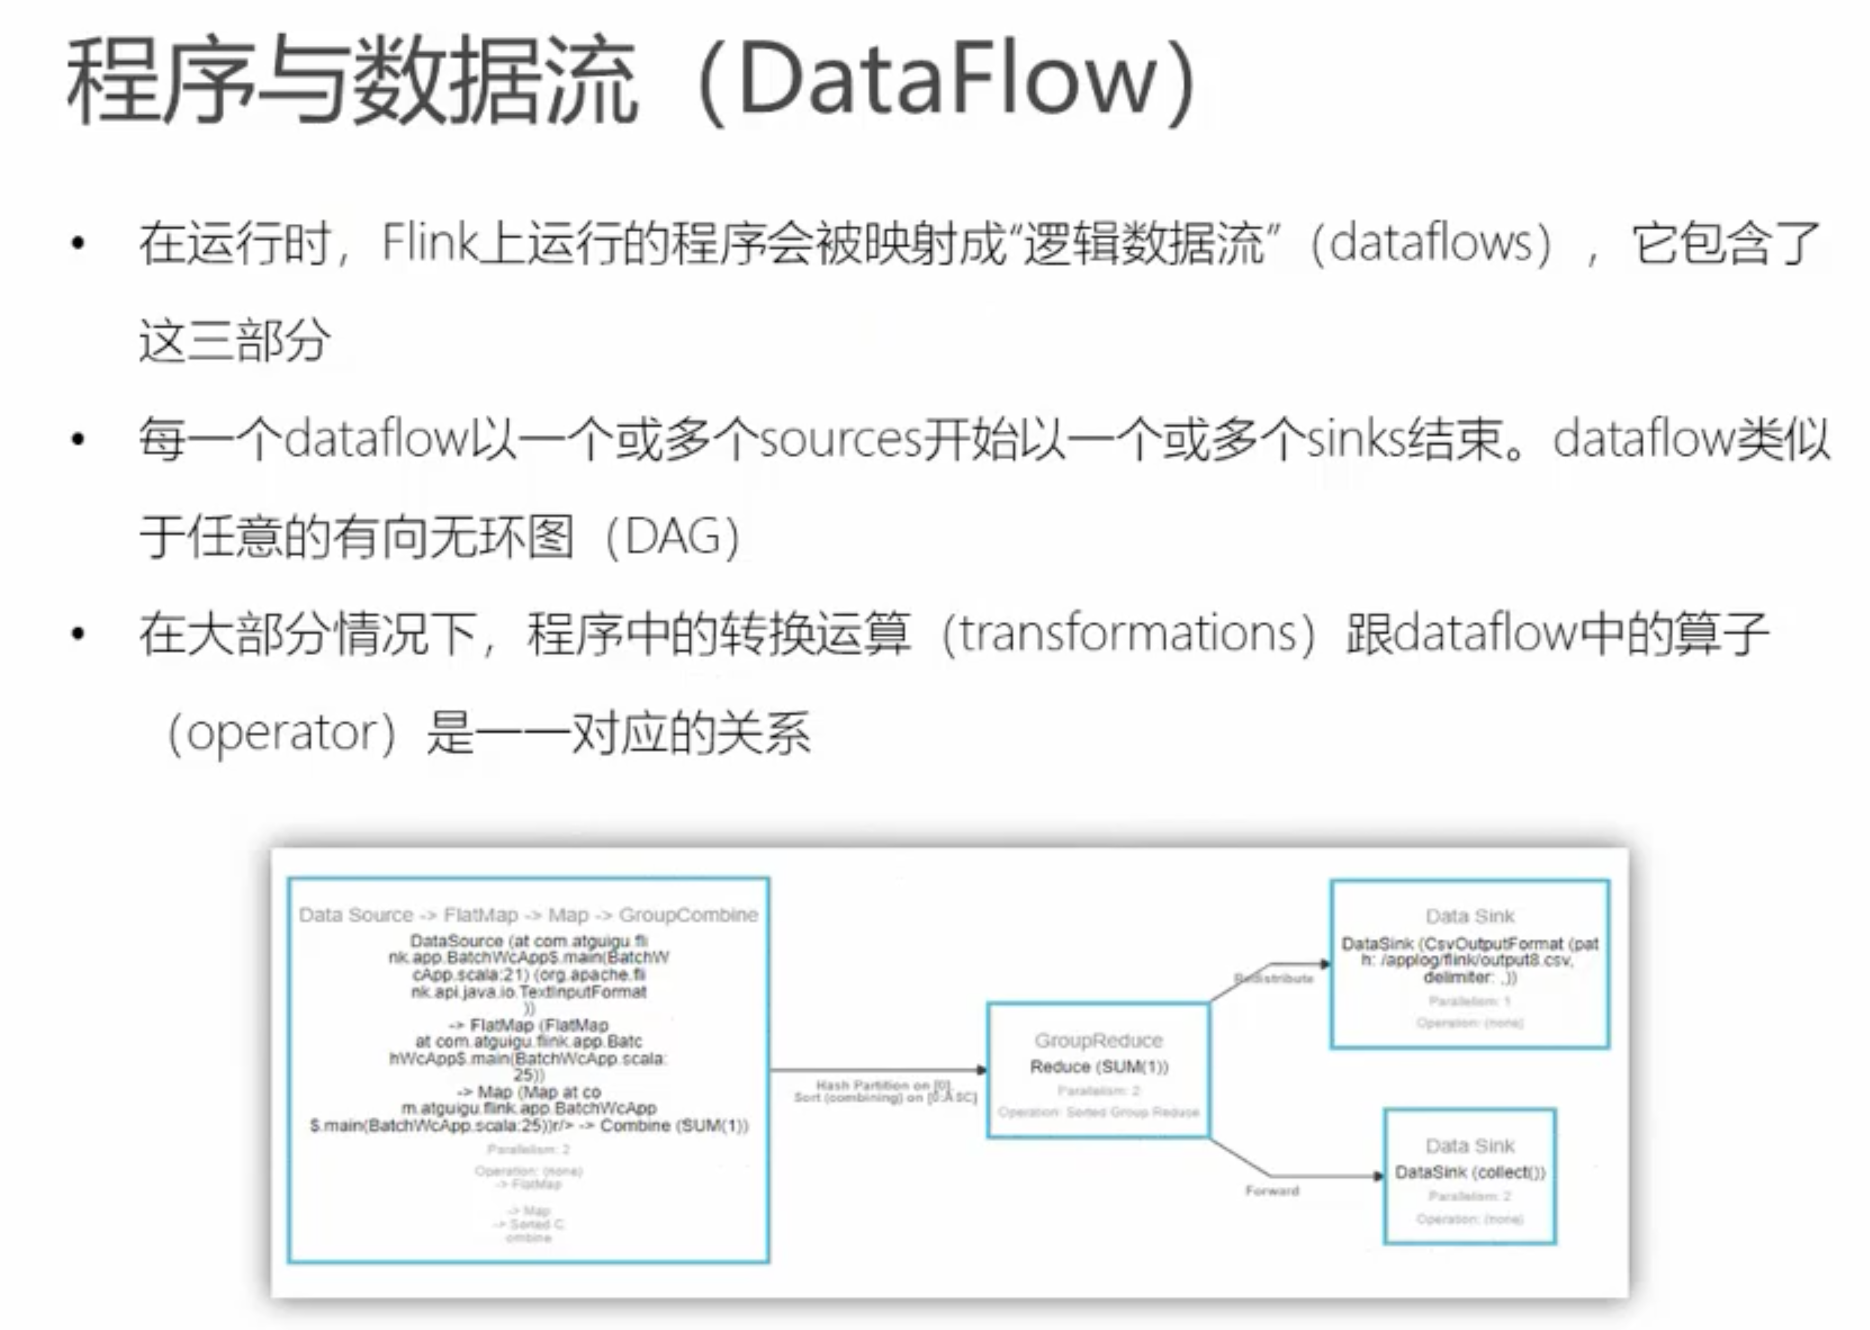 程序与数据流（DataFlow）
• 在运行时，Flink上运行的程序会被映射成“逻辑数据流”（dataflows），它包含了
这三部分
• 每一个dataflow以一个或多个sources开始以一个或多个sinks结束。dataflow类似
于任意的有向无环图（DAG）
• 在大部分情况下，程序中的转换运算（transformations）跟dataflow中的算子
（operator）是一一对应的关系
Data Source -> FlatMap -> Map -> GroupCombine
DataSource (at com.atguigu.fli
nk.app.BatchWcApp$.main(BatchW
cApp.scala:21) (org.apache.fli
nk.api.java.io.TextInputFormat
))
-> FlatMap (FlatMap
at com.atguigu.flink.app.Batc
hWcApp$.main(BatchWcApp.scala:
25))
-> Map (Map at co
m.atguigu.flink.app.BatchWcApp
$.main(BatchWcApp.scala:25))r/> -> Combine (SUM(1))
Parallelism: 2
Operation: (none)
-> FlatMap
-> Map
-> Sorted C
ombine
Hash Partition on [0]
Sort (combining) on [0:ASC]
GroupReduce
Reduce (SUM(1))
Parallelism: 2
Operation: Sorted Group Reduce
Redistribute
Data Sink
DataSink (CsvOutputFormat (pat
h: /applog/flink/output8.csv,
delimiter: ,))
Parallelism: 1
Operation: (none)
Forward
Data Sink
DataSink (collect())
Parallelism: 2
Operation: (none)